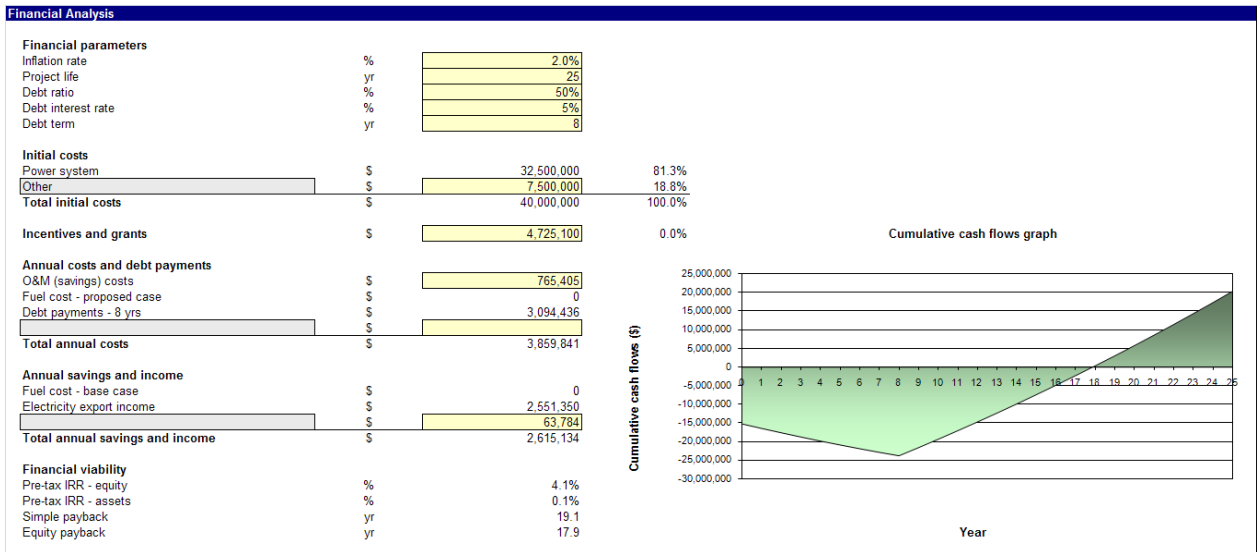 Financial Analysis
Financial parameters
Inflation rate % 2.0%
Project life yr 25
Debt ratio % 50%
Debt interest rate % 5%
Debt term yr 8
Initial costs
Power system $ 32,500,000 81.3%
Other $ 7,500,000 18.8%
Total initial costs $ 40,000,000 100.0%
Incentives and grants $ 4,725,100 0.0%
Annual costs and debt payments
O&M (savings) costs $ 765,405
Fuel cost - proposed case $ 0
Debt payments - 8 yrs $ 3,094,436
$
Total annual costs $ 3,859,841
Annual savings and income
Fuel cost - base case $ 0
Electricity export income $ 2,551,350
$ 63,784
Total annual savings and income $ 2,615,134
Financial viability
Pre-tax IRR - equity % 4.1%
Pre-tax IRR - assets % 0.1%
Simple payback yr 19.1
Equity payback yr 17.9
Cumulative cash flows graph
Cumulative cash flows ($)
25,000,000
20,000,000
15,000,000
10,000,000
5,000,000
0
-5,000,000
-10,000,000
-15,000,000
-20,000,000
-25,000,000
-30,000,000
0 1 2 3 4 5 6 7 8 9 10 11 12 13 14 15 16 17 18 19 20 21 22 23 24 25
Year